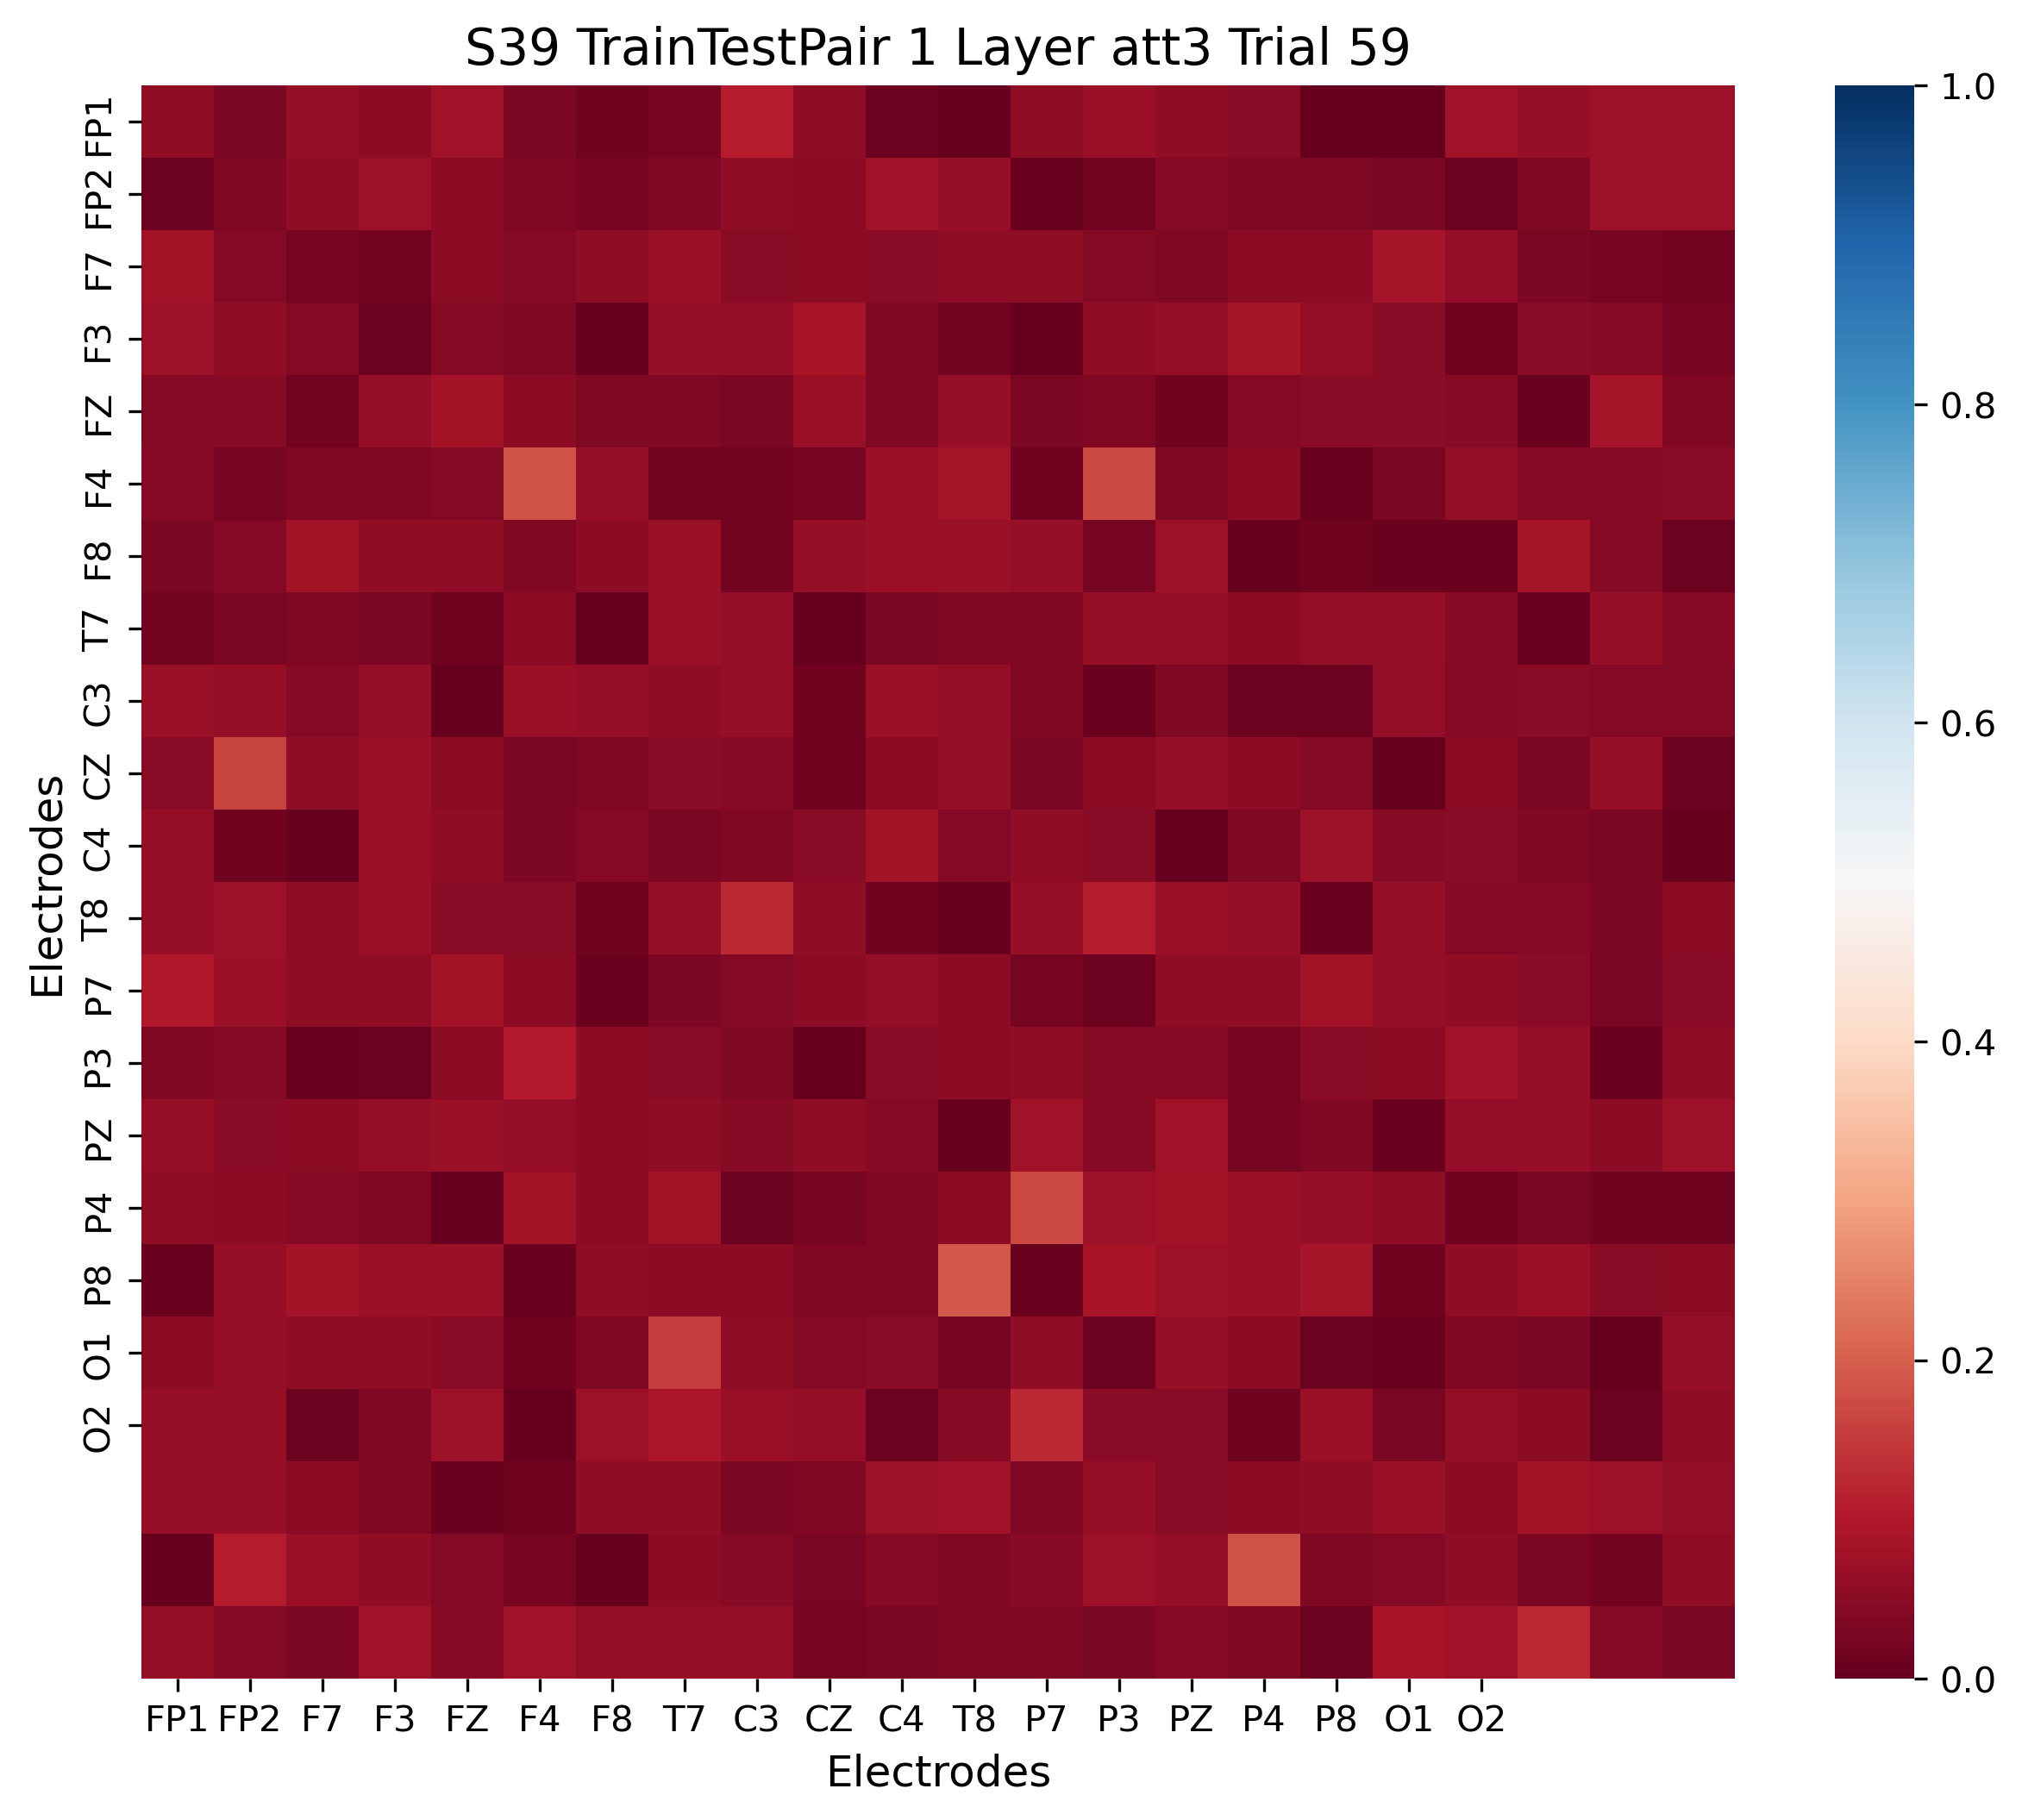 S39 TrainTestPair 1 Layer att3 Trial 59
Electrodes
FP1
FP2
F7
F3
FZ
F4
F8
T7
C3
CZ
C4
T8
P7
P3
PZ
P4
P8
O1
O2
FP1 FP2 F7 F3 FZ F4 F8 T7 C3 CZ C4 T8 P7 P3 PZ P4 P8 O1 O2
Electrodes
1.0
0.8
0.6
0.4
0.2
0.0